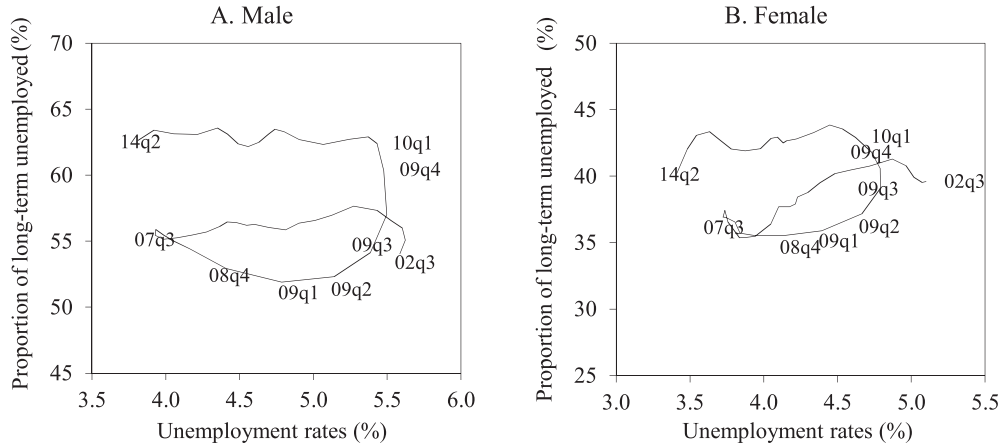 A. Male
Proportion of long-term unemployed (%)
70
65
60
55
50
45
3.5 4.0 4.5 5.0 5.5 6.0
Unemployment rates (%)
14q2
10q1
09q4
07q3
09q3
02q3
08q4
09q1
09q2
B. Female
Proportion of long-term unemployed (%)
50
45
40
35
30
25
3.0 3.5 4.0 4.5 5.0 5.5
Unemployment rates (%)
10q1
09q4
14q2
09q3
02q3
07q3
09q2
08q4
09q1